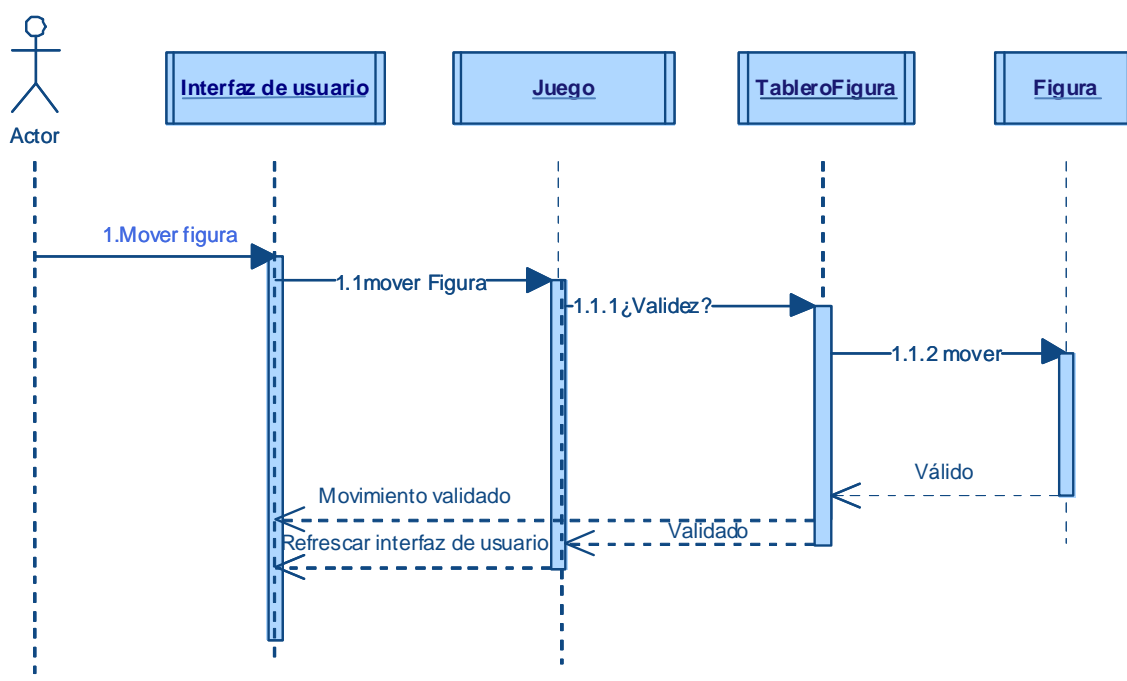 Interfaz de usuario
Juego
TableroFigura
Figura
Actor
1.Mover figura
1.1mover Figura
1.1.1¿Validez?
1.1.2 mover
Válido
Movimiento validado
Validado
Refrescar interfaz de usuario